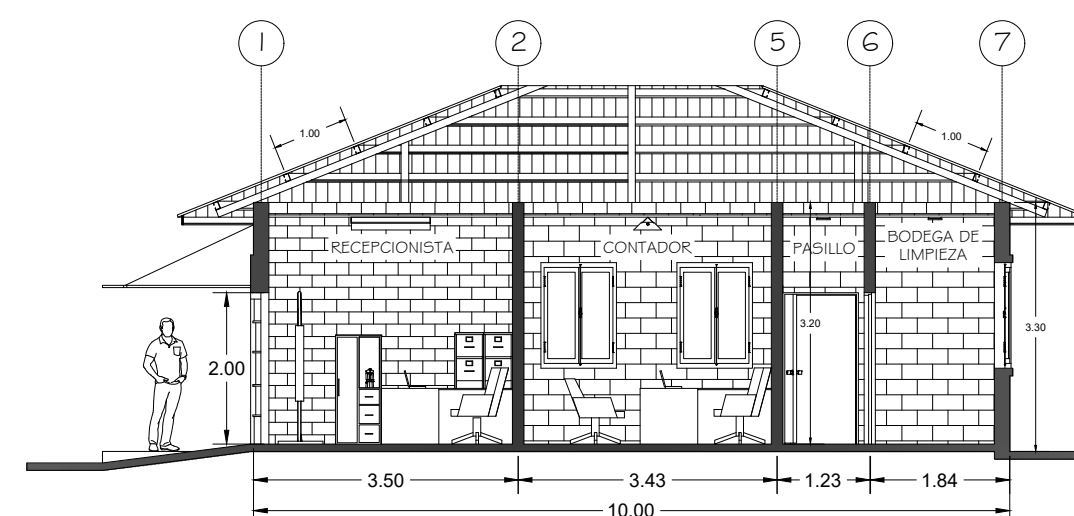 1 2 5 6 7
1.00
1.00
RECEPCIONISTA
CONTADOR
PASILLO
BODEGA DE
LIMPIEZA
3.20
3.30
2.00
3.50 3.43 1.23 1.84
10.00